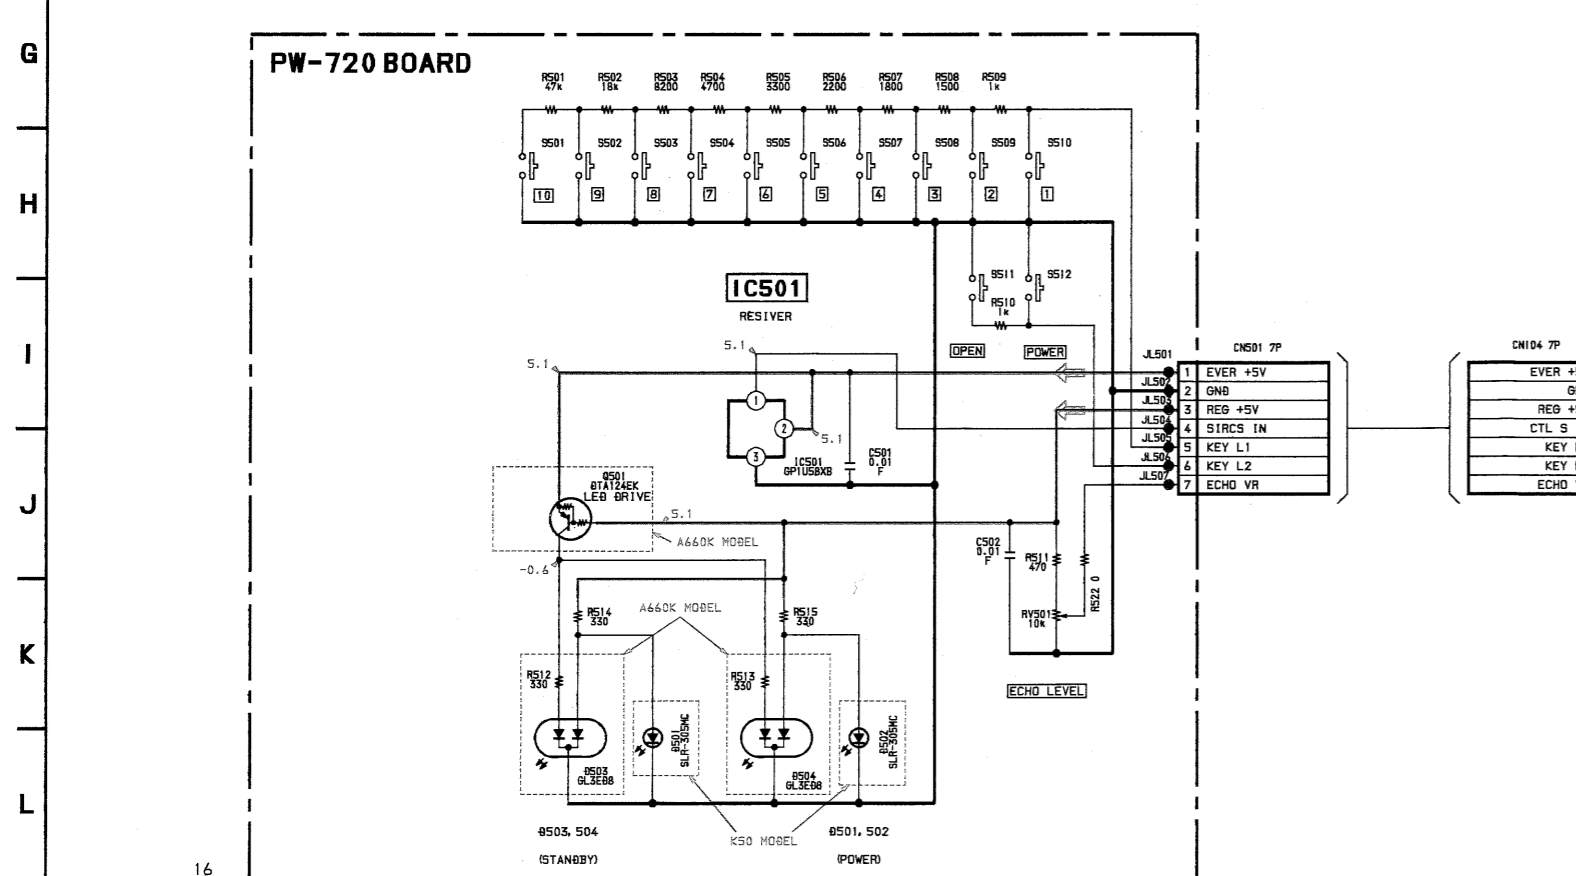 G
PW-720 BOARD
R501 R502 R503 R504 R505 R506 R507 R508 R509
47k 18k 8200 4700 3300 2200 1800 1500 1k
S501 S502 S503 S504 S505 S506 S507 S508 S509 S510
H
10 9 8 7 6 5 4 3 2 1
IC501
RESIVER
S511 S512
R510
1k
OPEN POWER
I
5.1
5.1
JL501
JL502
JL503
JL504
JL505
JL506
JL507
CN501 7P
1 EVER +5V
2 GND
3 REG +5V
4 SIRCS IN
5 KEY L1
6 KEY L2
7 ECHO VR
CN104 7P
EVER +5
REG +5
CTL S
KEY
KEY
ECHO
1
2
3
5.1
IC501
GP1U58XB
C501
0.01
F
J
Q501
DTA124EK
LED DRIVE
5.1
A660K MODEL
-0.6
C502
0.01
F
R511
470
R522 0
RV501
10k
ECHO LEVEL
K
R514
330
A660K MODEL
R515
330
R512
330
R513
330
D501
SLR-305MC
D502
SLR-305MC
D503
GL3ED8
D504
GL3ED8
L
K50 MODEL
D503, 504
(STANDBY)
D501, 502
(POWER)
16